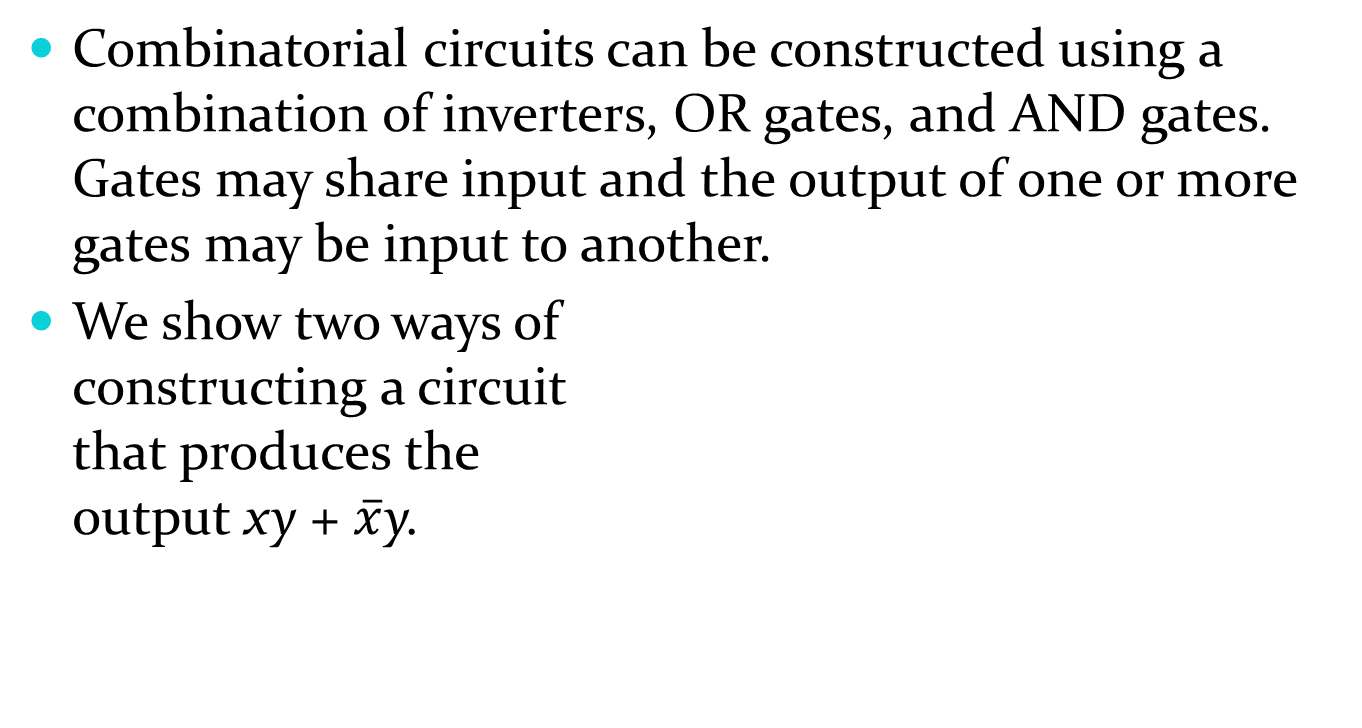 • Combinatorial circuits can be constructed using a
combination of inverters, OR gates, and AND gates.
Gates may share input and the output of one or more
gates may be input to another.
• We show two ways of
constructing a circuit
that produces the
output xy + x̅y.